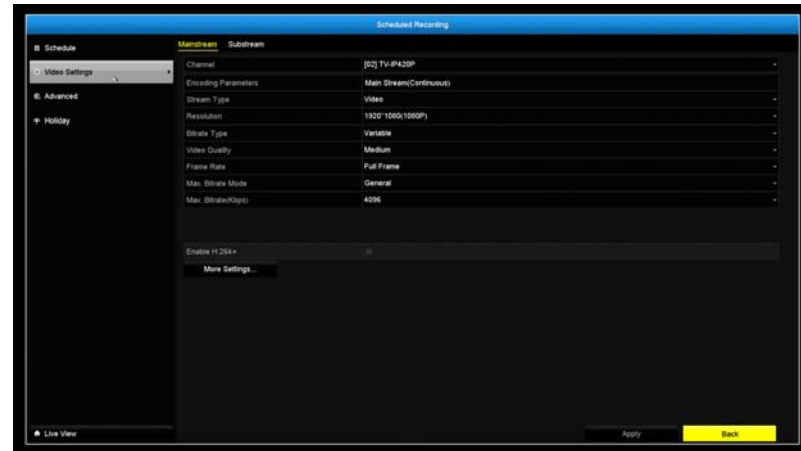 Scheduled Recording
Schedule
Video Settings
Advanced
Holiday
Live View
Mainstream Substream
Channel [02] TV-IP420P
Encoding Parameters Main Stream(Continuous)
Stream Type Video
Resolution 1920*1080(1080P)
Bitrate Type Variable
Video Quality Medium
Frame Rate Full Frame
Max. Bitrate Mode General
Max. Bitrate(Kbps) 4096
Enable H.264+
More Settings...
Apply Back